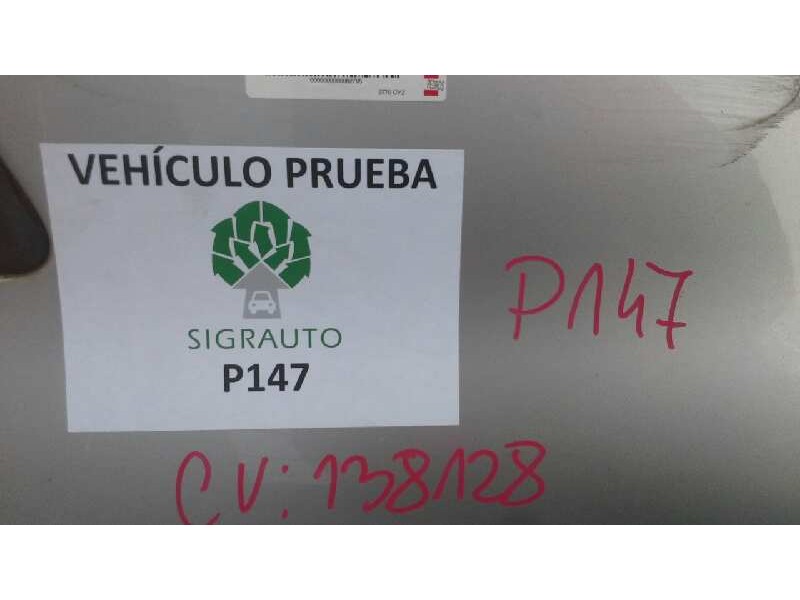 VEHÍCULO PRUEBA
SIGRAUTO
P147
P147
CV: 138128